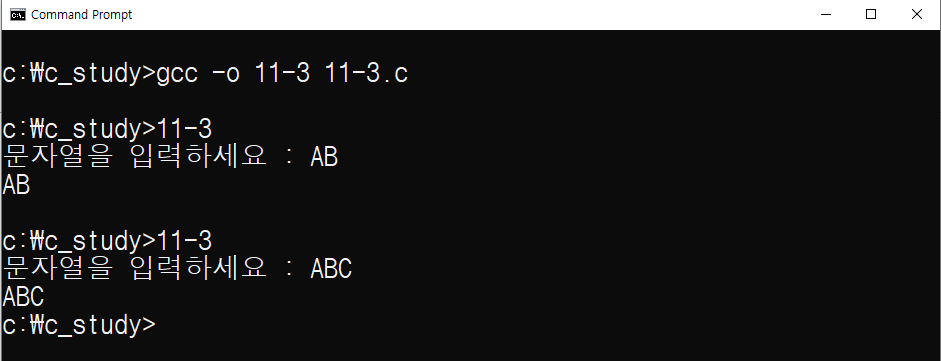 Command Prompt
c:₩c_study>gcc -o 11-3 11-3.c
c:₩c_study>11-3
문자열을 입력하세요 : AB
AB
c:₩c_study>11-3
문자열을 입력하세요 : ABC
ABC
c:₩c_study>